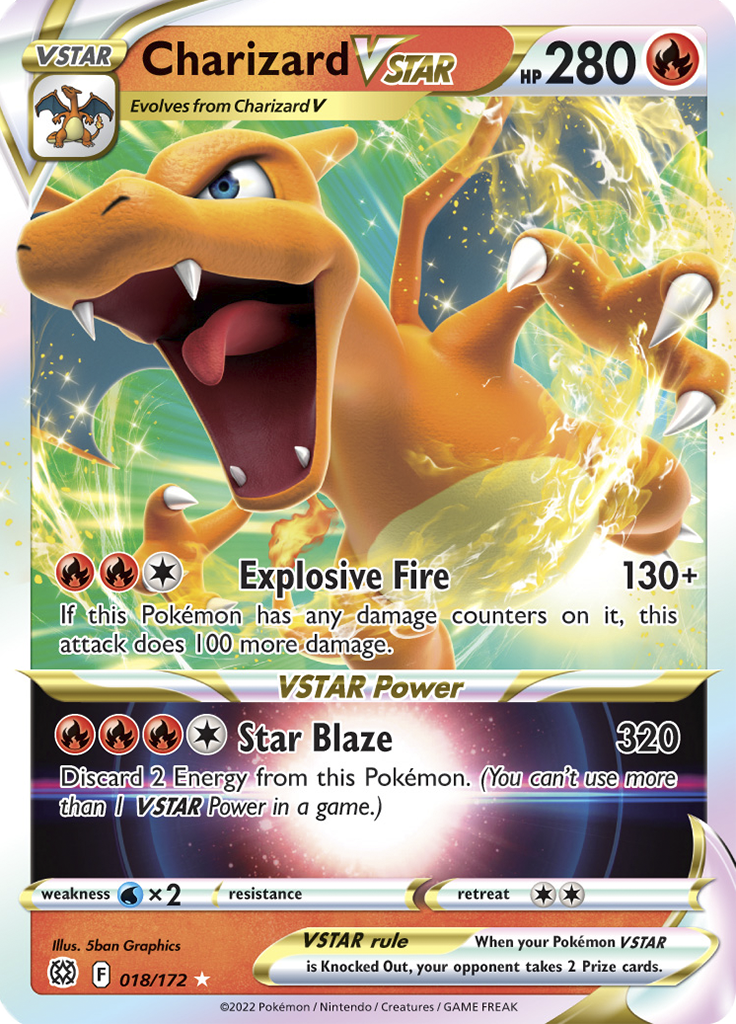 VSTAR
Charizard VSTAR
HP 280
Evolves from Charizard V
Explosive Fire 130+
If this Pokémon has any damage counters on it, this
attack does 100 more damage.
VSTAR Power
Star Blaze 320
Discard 2 Energy from this Pokémon. (You can't use more
than 1 VSTAR Power in a game.)
weakness ×2 resistance retreat
Illus. 5ban Graphics
VSTAR rule When your Pokémon VSTAR
is Knocked Out, your opponent takes 2 Prize cards.
F 018/172
©2022 Pokémon / Nintendo / Creatures / GAME FREAK